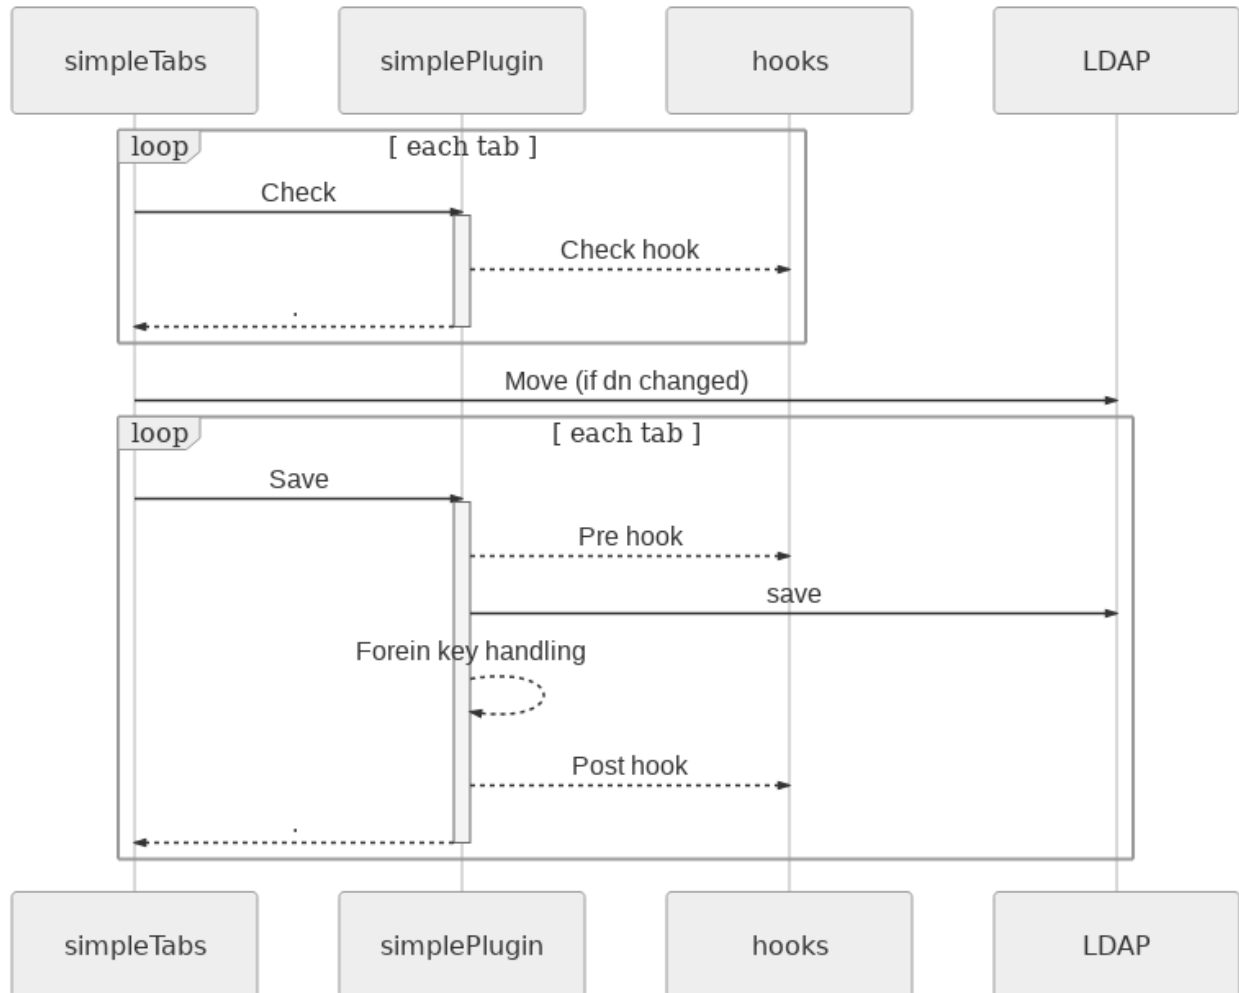 simpleTabs
simplePlugin
hooks
LDAP
loop
[ each tab ]
Check
Check hook
.
Move (if dn changed)
loop
[ each tab ]
Save
Pre hook
save
Forein key handling
Post hook
.
simpleTabs
simplePlugin
hooks
LDAP